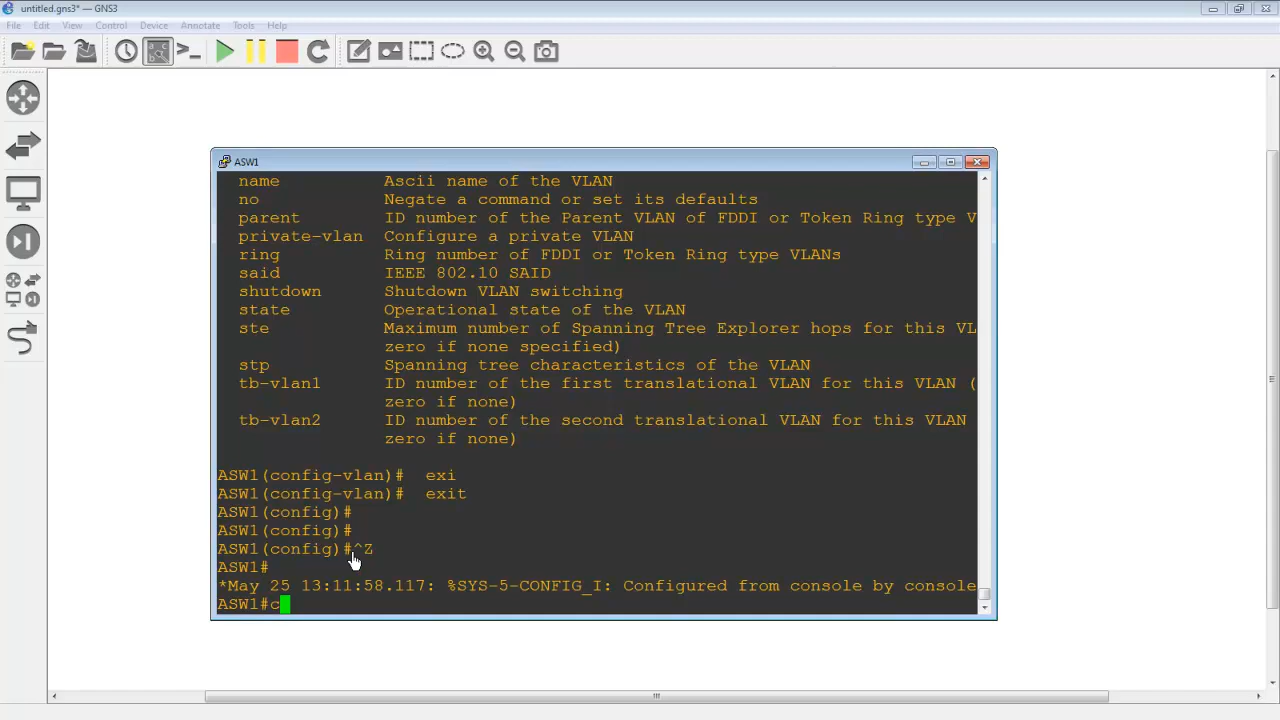 untitled.gns3* — GNS3
File Edit View Control Device Annotate Tools Help
ASW1
name Ascii name of the VLAN
no Negate a command or set its defaults
parent ID number of the Parent VLAN of FDDI or Token Ring type V
private-vlan Configure a private VLAN
ring Ring number of FDDI or Token Ring type VLANs
said IEEE 802.10 SAID
shutdown Shutdown VLAN switching
state Operational state of the VLAN
ste Maximum number of Spanning Tree Explorer hops for this VL
zero if none specified)
stp Spanning tree characteristics of the VLAN
tb-vlan1 ID number of the first translational VLAN for this VLAN (
zero if none)
tb-vlan2 ID number of the second translational VLAN for this VLAN
zero if none)
ASW1(config-vlan)# exi
ASW1(config-vlan)# exit
ASW1(config)#
ASW1(config)#
ASW1(config)#^Z
ASW1#
*May 25 13:11:58.117: %SYS-5-CONFIG_I: Configured from console by console
ASW1#c